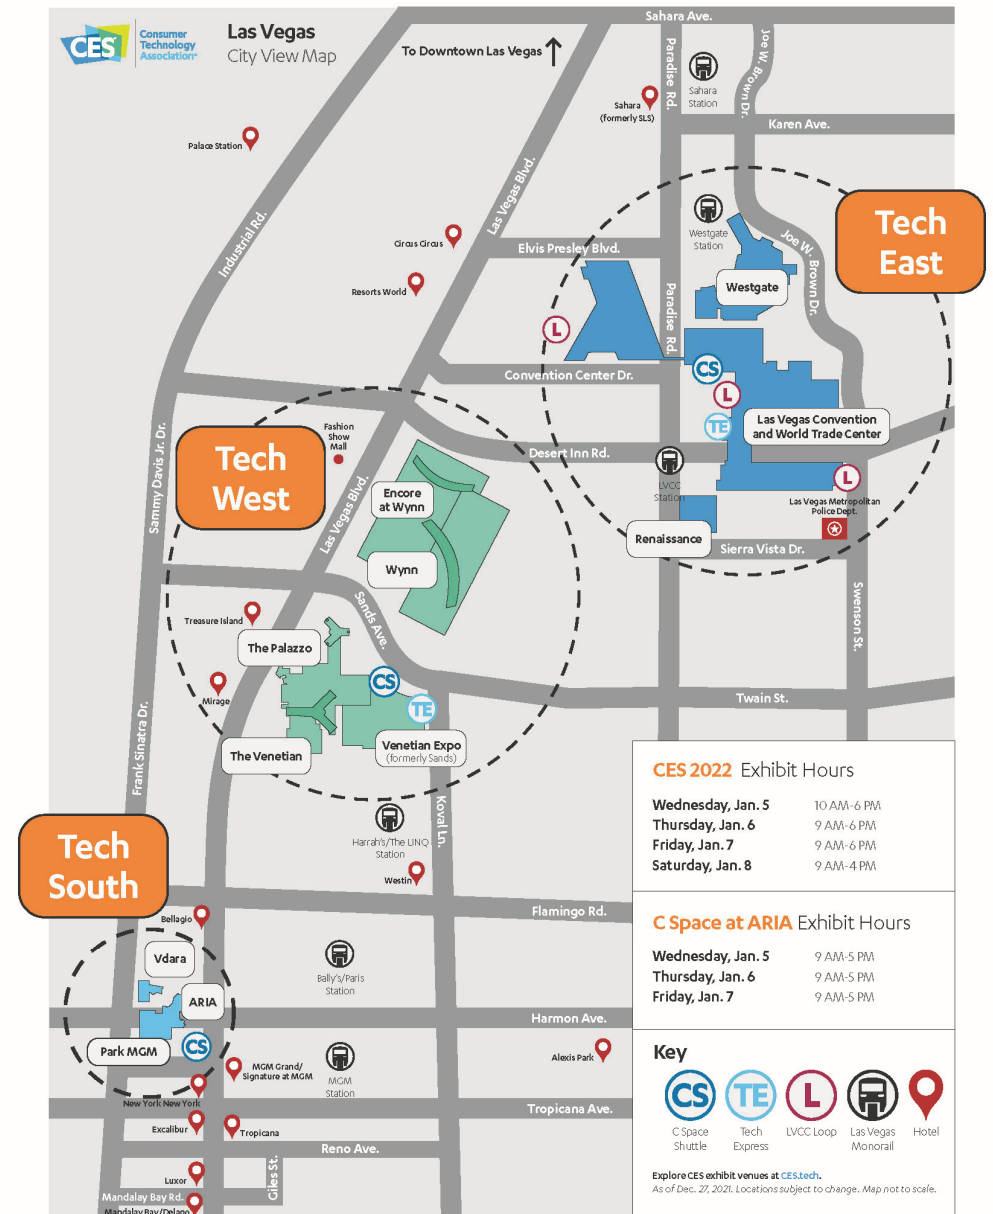 CES
Consumer
Technology
Association
Las Vegas
City View Map
To Downtown Las Vegas
Sahara Ave.
Paradise Rd.
Joe W. Brown Dr.
Sahara
Station
Sahara
(formerly SLS)
Karen Ave.
Palace Station
Las Vegas Blvd.
Industrial Rd.
Circus Circus
Resorts World
Westgate
Station
Elvis Presley Blvd.
Joe W. Brown Dr.
Tech
East
Westgate
Paradise Rd.
L
Convention Center Dr.
CS
L
TE
Las Vegas Convention
and World Trade Center
Desert Inn Rd.
LVCC
Station
L
Las Vegas Metropolitan
Police Dept.
Renaissance
Sierra Vista Dr.
Swenson St.
Fashion
Show
Mall
Tech
West
Sammy Davis Jr. Dr.
Las Vegas Blvd.
Encore
at Wynn
Wynn
Sands Ave.
Treasure Island
The Palazzo
Mirage
CS
TE
The Venetian
Venetian Expo
(formerly Sands)
Twain St.
Frank Sinatra Dr.
Koval Ln.
Harrah's/The LINQ
Station
Westin
Tech
South
Flamingo Rd.
Bellagio
Vdara
ARIA
Park MGM
CS
Bally's/Paris
Station
Harmon Ave.
MGM Grand/
Signature at MGM
MGM
Station
Alexis Park
New York New York
Tropicana Ave.
Excalibur
Tropicana
Reno Ave.
Giles St.
Luxor
Mandalay Bay Rd.
Mandalay Bay/Delano
CES 2022 Exhibit Hours
Wednesday, Jan. 5 10 AM-6 PM
Thursday, Jan. 6 9 AM-6 PM
Friday, Jan. 7 9 AM-6 PM
Saturday, Jan. 8 9 AM-4 PM
C Space at ARIA Exhibit Hours
Wednesday, Jan. 5 9 AM-5 PM
Thursday, Jan. 6 9 AM-5 PM
Friday, Jan. 7 9 AM-5 PM
Key
CS TE L
C Space
Shuttle
Tech
Express
LVCC Loop
Las Vegas
Monorail
Hotel
Explore CES exhibit venues at CES.tech.
As of Dec. 27, 2021. Locations subject to change. Map not to scale.